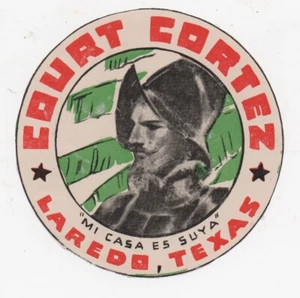 COURT CORTEZ
"MI CASA ES SUYA"
LAREDO, TEXAS